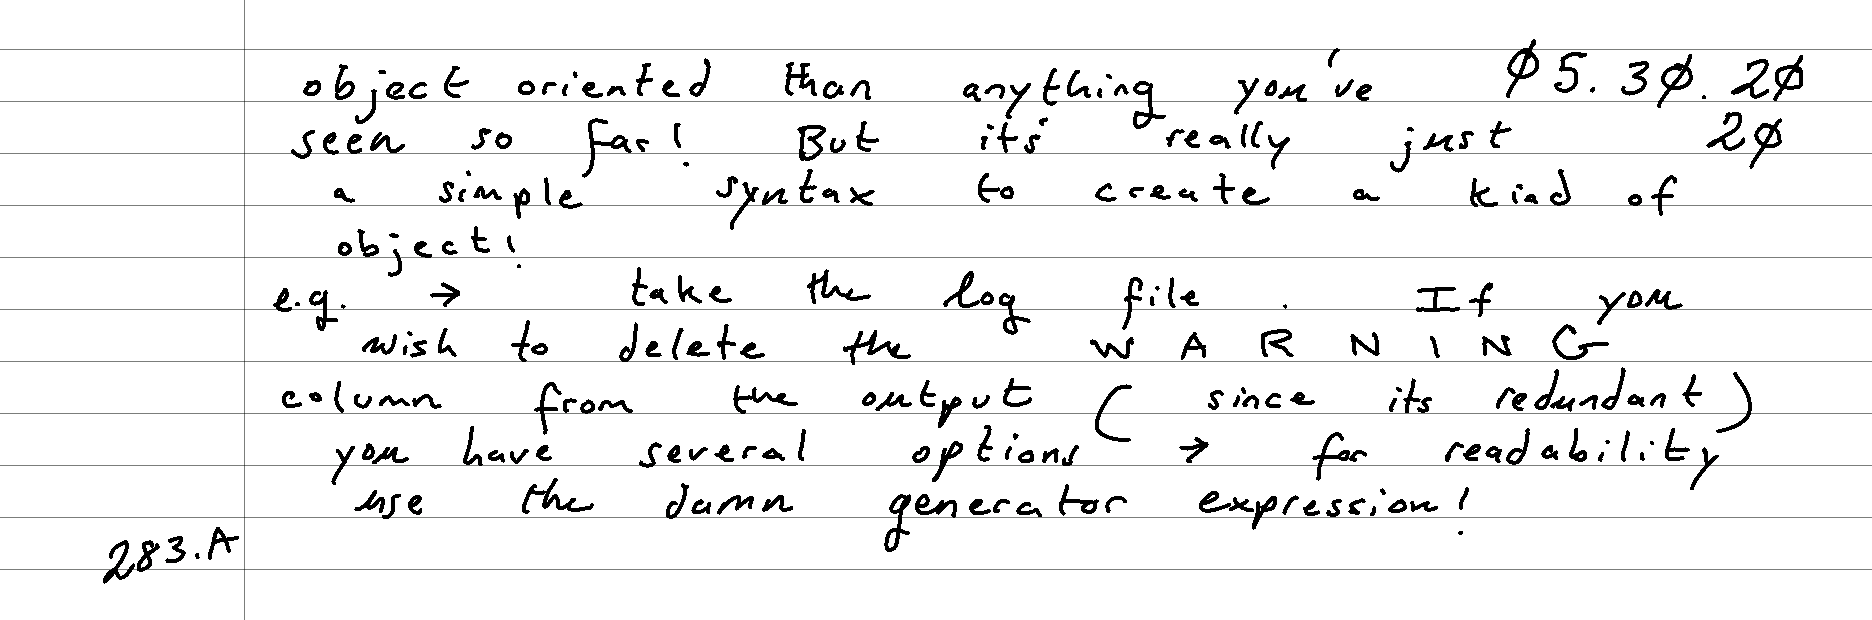 object oriented than anything you've Ø5.3Ø.2Ø
seen so far! But it's really just 2Ø
a simple syntax to create a kind of
object!
e.g. → take the log file. If you
wish to delete the WARNING
column from the output (since its redundant)
you have several options → for readability
use the damn generator expression!
283.A